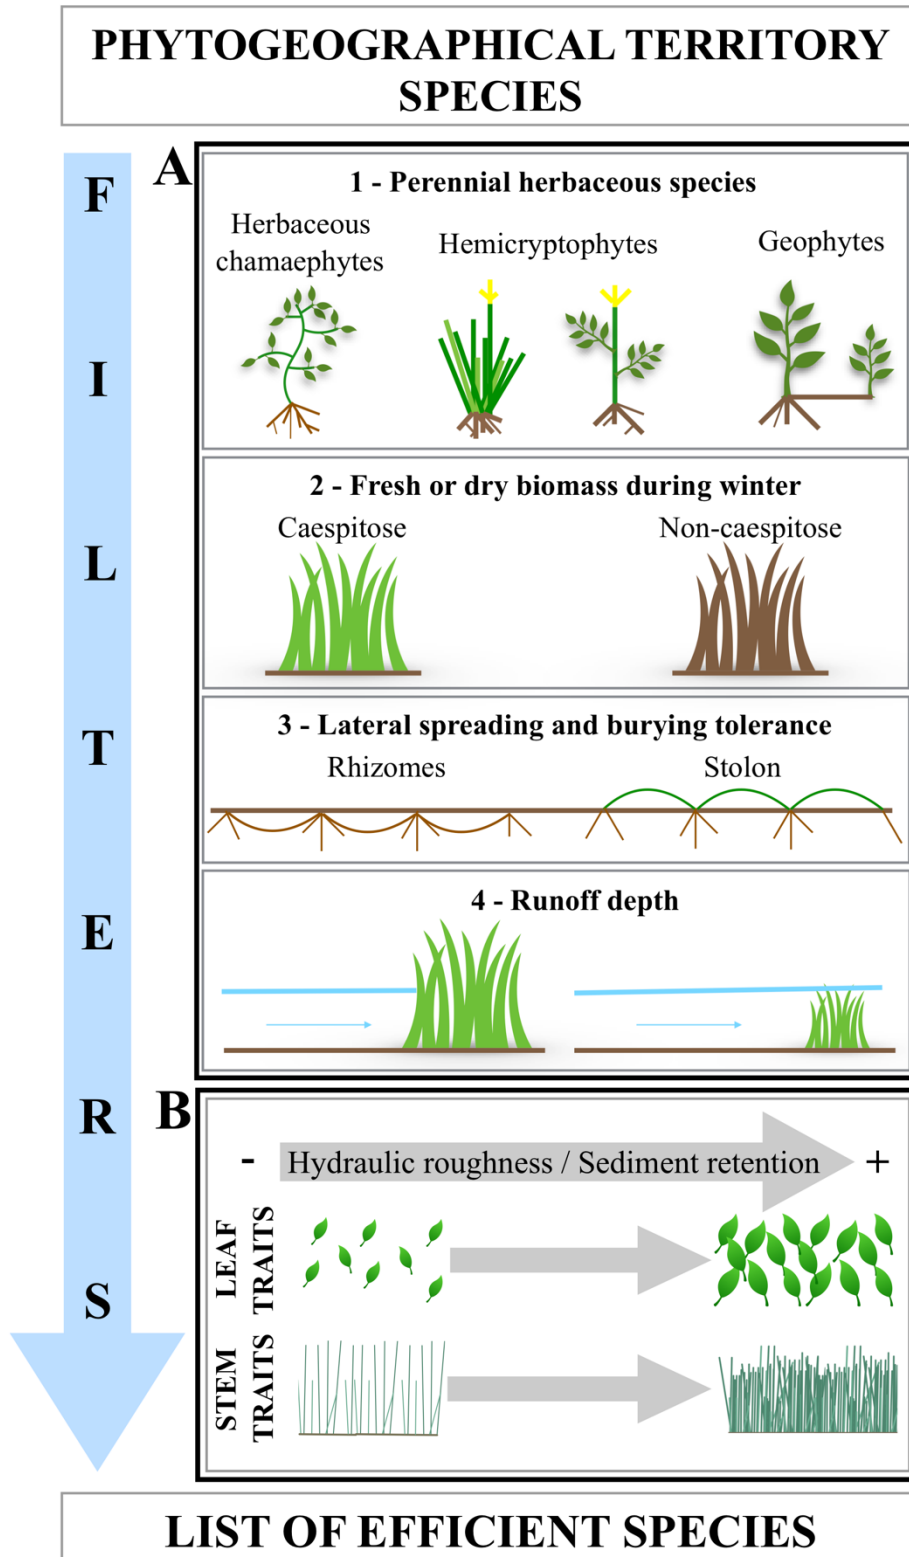 PHYTOGEOGRAPHICAL TERRITORY
SPECIES
FILTERS
A
1 - Perennial herbaceous species
Herbaceous
chamaephytes
Hemicryptophytes
Geophytes
2 - Fresh or dry biomass during winter
Caespitose
Non-caespitose
3 - Lateral spreading and burying tolerance
Rhizomes
Stolon
4 - Runoff depth
B
- Hydraulic roughness / Sediment retention +
LEAF
TRAITS
STEM
TRAITS
LIST OF EFFICIENT SPECIES